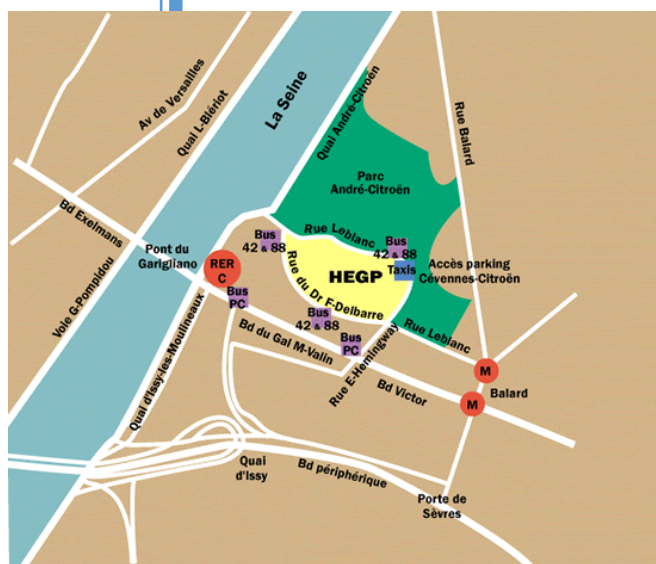 Av de Versailles
Quai L-Blériot
La Seine
Quai André-Citroën
Rue Balard
Parc
André-Citroën
Bd Exelmans
Pont du
Garigliano
Voie G-Pompidou
RER
C
Bus
42 & 88
Rue Leblanc
Bus
42 & 88
Taxis
Accès parking
Cévennes-Citroën
HEGP
Rue du Dr F-Delbarre
Bus
PC
Bus
42 & 88
Bus
PC
Rue Leblanc
Bd du Gal M-Valin
Rue E-Hemingway
Quai d'Issy-les-Moulineaux
M
M
Balard
Bd Victor
Quai
d'Issy
Bd périphérique
Porte de
Sèvres